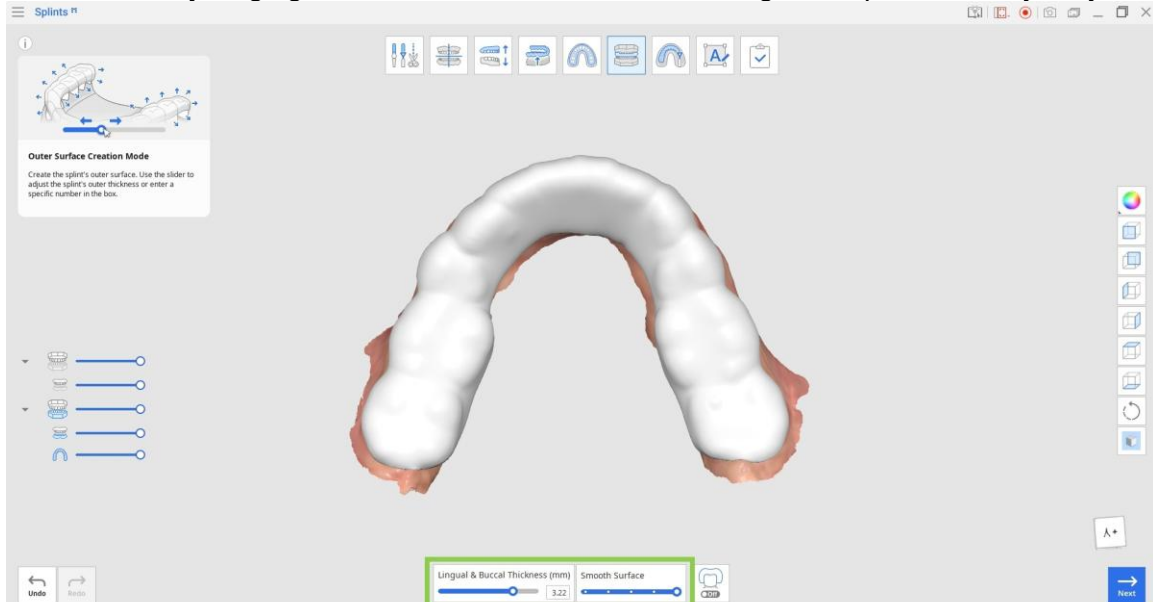 Splints
Outer Surface Creation Mode
Create the splint's outer surface. Use the slider to
adjust the splint's outer thickness or enter a
specific number in the box.
A
Lingual & Buccal Thickness (mm)
3.22
Smooth Surface
Off
Undo
Redo
Next